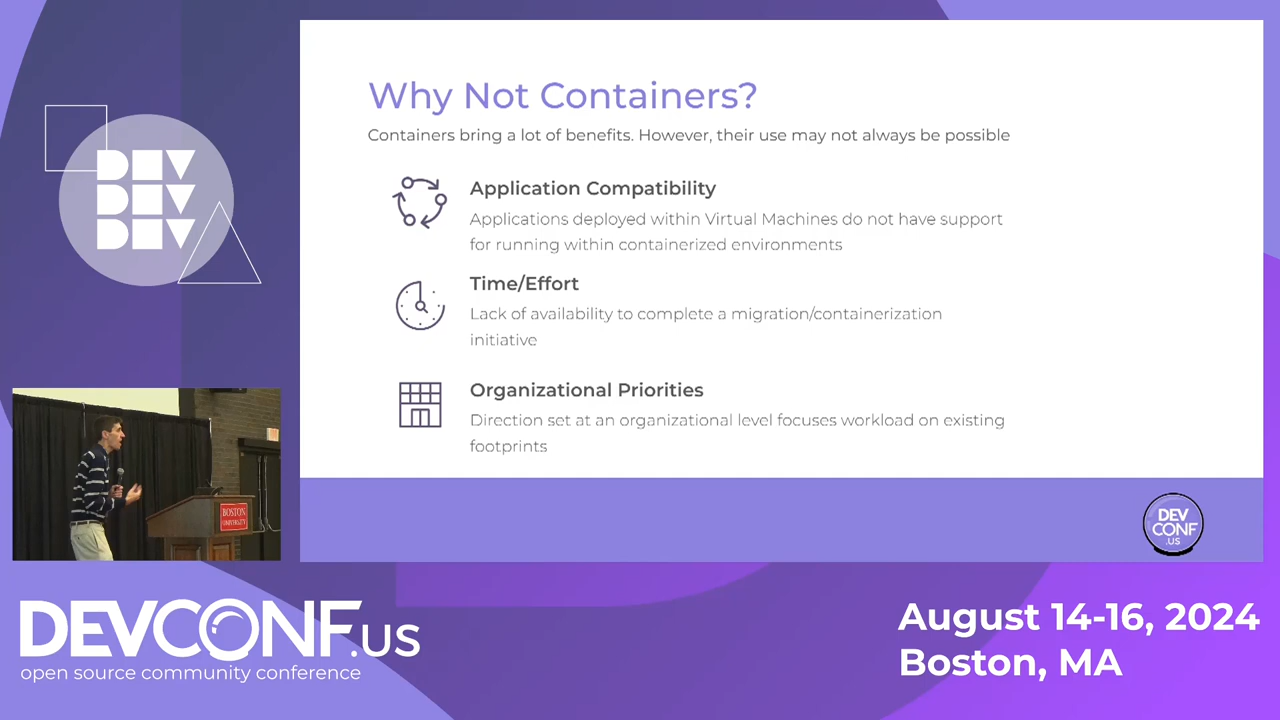 DEV
DEV
DEV
Why Not Containers?
Containers bring a lot of benefits. However, their use may not always be possible
Application Compatibility
Applications deployed within Virtual Machines do not have support
for running within containerized environments
Time/Effort
Lack of availability to complete a migration/containerization
initiative
Organizational Priorities
Direction set at an organizational level focuses workload on existing
footprints
BOSTON
UNIVERSITY
DEV
CONF
.US
DEVCONF.US
open source community conference
August 14-16, 2024
Boston, MA